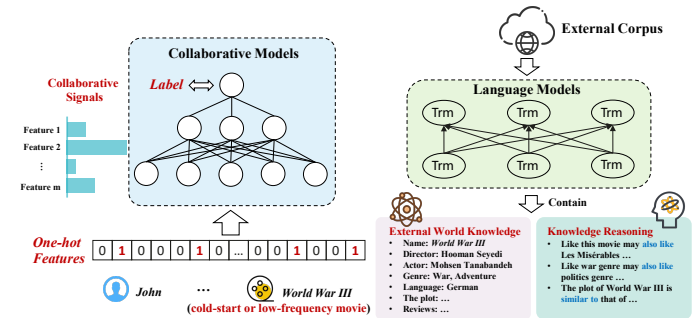 Collaborative Models
Label
Collaborative
Signals
Feature 1
Feature 2
⋮
Feature m
One-hot
Features
0 1 0 0 0 1 0 ... 0 0 1 0 0 1
John
...
World War III
(cold-start or low-frequency movie)
External Corpus
Language Models
Trm Trm Trm
Trm Trm Trm
Contain
External World Knowledge
• Name: World War III
• Director: Hooman Seyedi
• Actor: Mohsen Tanabandeh
• Genre: War, Adventure
• Language: German
• The plot: …
• Reviews: …
Knowledge Reasoning
• Like this movie may also like
Les Misérables …
• Like war genre may also like
politics genre …
• The plot of World War III is
similar to that of …